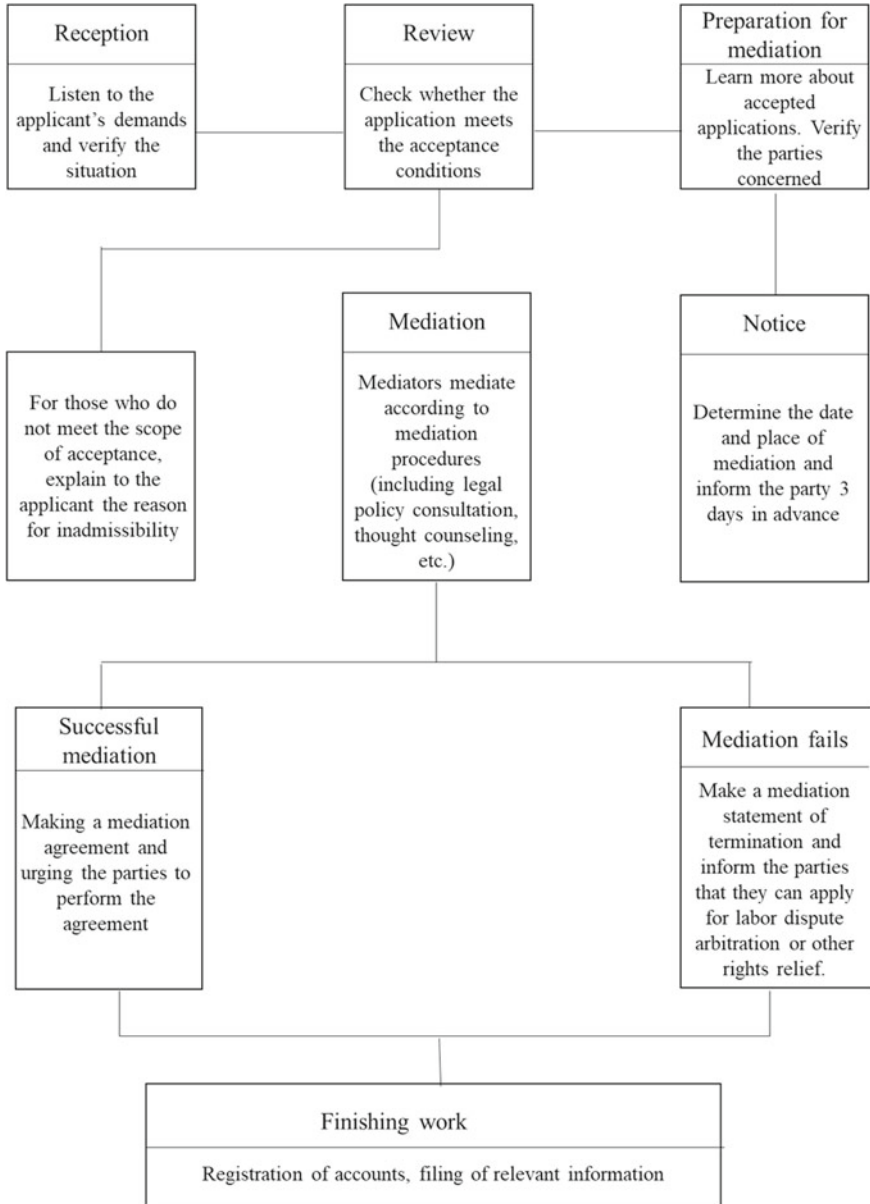 Reception
Listen to the
applicant's demands
and verify the
situation
Review
Check whether the
application meets
the acceptance
conditions
Preparation for
mediation
Learn more about
accepted
applications. Verify
the parties
concerned
For those who do
not meet the scope
of acceptance,
explain to the
applicant the reason
for inadmissibility
Mediation
Mediators mediate
according to
mediation
procedures
(including legal
policy consultation,
thought counseling,
etc.)
Notice
Determine the date
and place of
mediation and
inform the party 3
days in advance
Successful
mediation
Making a mediation
agreement and
urging the parties to
perform the
agreement
Mediation fails
Make a mediation
statement of
termination and
inform the parties
that they can apply
for labor dispute
arbitration or other
rights relief.
Finishing work
Registration of accounts, filing of relevant information